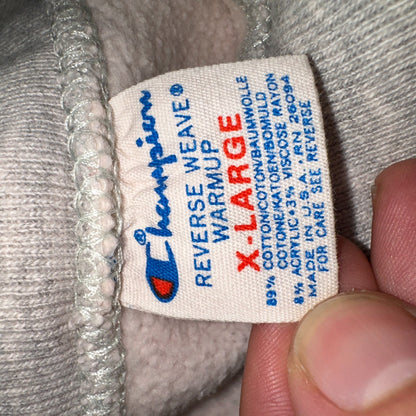 Champion®
REVERSE WEAVE®
WARMUP
X-LARGE
89% COTTON/COTON/BAUMWOLLE
COTONE/KATOEN/BOMULD
8% ACRYLIC•3% VISCOSE RAYON
MADE IN U.S.A. RN 26094
FOR CARE SEE REVERSE